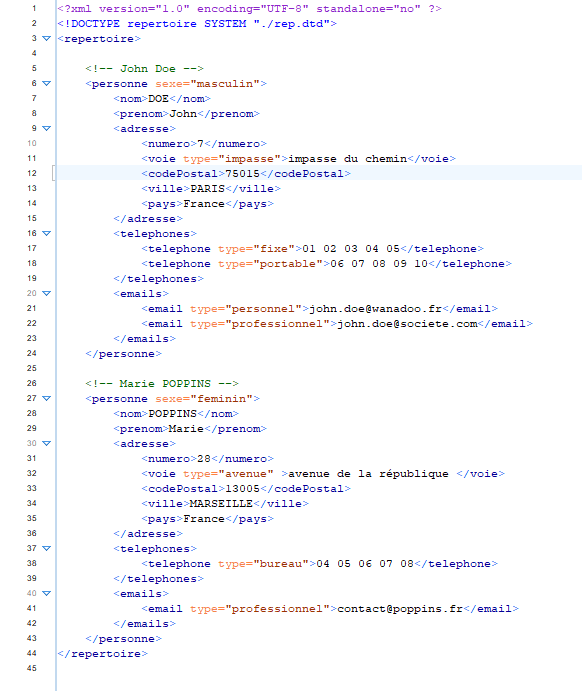 1 <?xml version="1.0" encoding="UTF-8" standalone="no" ?>
2 <!DOCTYPE repertoire SYSTEM "./rep.dtd">
3 <repertoire>
4
5 <!-- John Doe -->
6 <personne sexe="masculin">
7 <nom>DOE</nom>
8 <prenom>John</prenom>
9 <adresse>
10 <numero>7</numero>
11 <voie type="impasse">impasse du chemin</voie>
12 <codePostal>75015</codePostal>
13 <ville>PARIS</ville>
14 <pays>France</pays>
15 </adresse>
16 <telephones>
17 <telephone type="fixe">01 02 03 04 05</telephone>
18 <telephone type="portable">06 07 08 09 10</telephone>
19 </telephones>
20 <emails>
21 <email type="personnel">john.doe@wanadoo.fr</email>
22 <email type="professionnel">john.doe@societe.com</email>
23 </emails>
24 </personne>
25
26 <!-- Marie POPPINS -->
27 <personne sexe="feminin">
28 <nom>POPPINS</nom>
29 <prenom>Marie</prenom>
30 <adresse>
31 <numero>28</numero>
32 <voie type="avenue" >avenue de la république </voie>
33 <codePostal>13005</codePostal>
34 <ville>MARSEILLE</ville>
35 <pays>France</pays>
36 </adresse>
37 <telephones>
38 <telephone type="bureau">04 05 06 07 08</telephone>
39 </telephones>
40 <emails>
41 <email type="professionnel">contact@poppins.fr</email>
42 </emails>
43 </personne>
44 </repertoire>
45